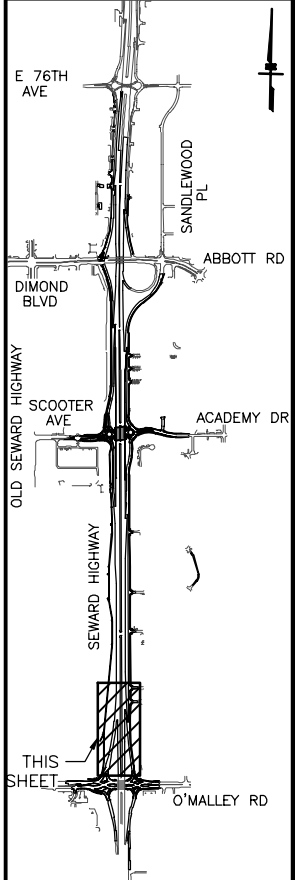 E 76TH
AVE
SANDLEWOOD
PL
ABBOTT RD
DIMOND
BLVD
OLD SEWARD HIGHWAY
SCOOTER
AVE
ACADEMY DR
SEWARD HIGHWAY
THIS
SHEET
O'MALLEY RD